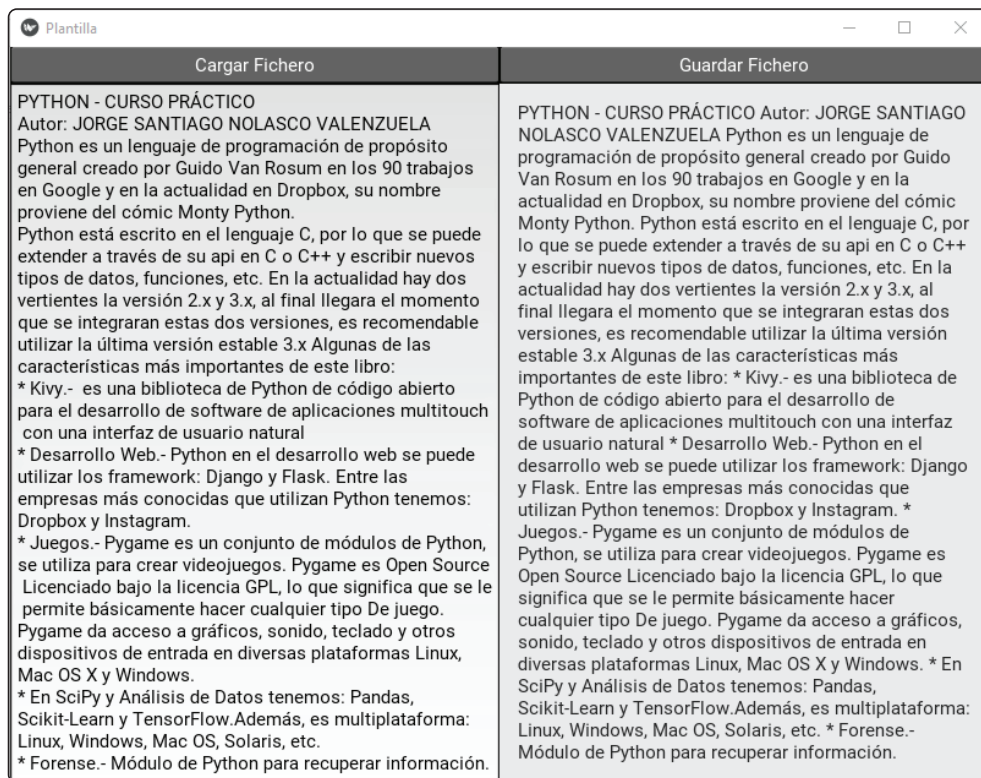 Plantilla
Cargar Fichero
Guardar Fichero
PYTHON - CURSO PRÁCTICO
Autor: JORGE SANTIAGO NOLASCO VALENZUELA
Python es un lenguaje de programación de propósito
general creado por Guido Van Rosum en los 90 trabajos
en Google y en la actualidad en Dropbox, su nombre
proviene del cómic Monty Python.
Python está escrito en el lenguaje C, por lo que se puede
extender a través de su api en C o C++ y escribir nuevos
tipos de datos, funciones, etc. En la actualidad hay dos
vertientes la versión 2.x y 3.x, al final llegara el momento
que se integraran estas dos versiones, es recomendable
utilizar la última versión estable 3.x Algunas de las
características más importantes de este libro:
* Kivy.-  es una biblioteca de Python de código abierto
para el desarrollo de software de aplicaciones multitouch
con una interfaz de usuario natural
* Desarrollo Web.- Python en el desarrollo web se puede
utilizar los framework: Django y Flask. Entre las
empresas más conocidas que utilizan Python tenemos:
Dropbox y Instagram.
* Juegos.- Pygame es un conjunto de módulos de Python,
se utiliza para crear videojuegos. Pygame es Open Source
Licenciado bajo la licencia GPL, lo que significa que se le
permite básicamente hacer cualquier tipo De juego.
Pygame da acceso a gráficos, sonido, teclado y otros
dispositivos de entrada en diversas plataformas Linux,
Mac OS X y Windows.
* En SciPy y Análisis de Datos tenemos: Pandas,
Scikit-Learn y TensorFlow.Además, es multiplataforma:
Linux, Windows, Mac OS, Solaris, etc.
* Forense.- Módulo de Python para recuperar información.
PYTHON - CURSO PRÁCTICO Autor: JORGE SANTIAGO
NOLASCO VALENZUELA Python es un lenguaje de
programación de propósito general creado por Guido
Van Rosum en los 90 trabajos en Google y en la
actualidad en Dropbox, su nombre proviene del cómic
Monty Python. Python está escrito en el lenguaje C, por
lo que se puede extender a través de su api en C o C++
y escribir nuevos tipos de datos, funciones, etc. En la
actualidad hay dos vertientes la versión 2.x y 3.x, al
final llegara el momento que se integraran estas dos
versiones, es recomendable utilizar la última versión
estable 3.x Algunas de las características más
importantes de este libro: * Kivy.- es una biblioteca de
Python de código abierto para el desarrollo de
software de aplicaciones multitouch con una interfaz
de usuario natural * Desarrollo Web.- Python en el
desarrollo web se puede utilizar los framework: Django
y Flask. Entre las empresas más conocidas que
utilizan Python tenemos: Dropbox y Instagram. *
Juegos.- Pygame es un conjunto de módulos de
Python, se utiliza para crear videojuegos. Pygame es
Open Source Licenciado bajo la licencia GPL, lo que
significa que se le permite básicamente hacer
cualquier tipo De juego. Pygame da acceso a gráficos,
sonido, teclado y otros dispositivos de entrada en
diversas plataformas Linux, Mac OS X y Windows. * En
SciPy y Análisis de Datos tenemos: Pandas,
Scikit-Learn y TensorFlow.Además, es multiplataforma:
Linux, Windows, Mac OS, Solaris, etc. * Forense.-
Módulo de Python para recuperar información.